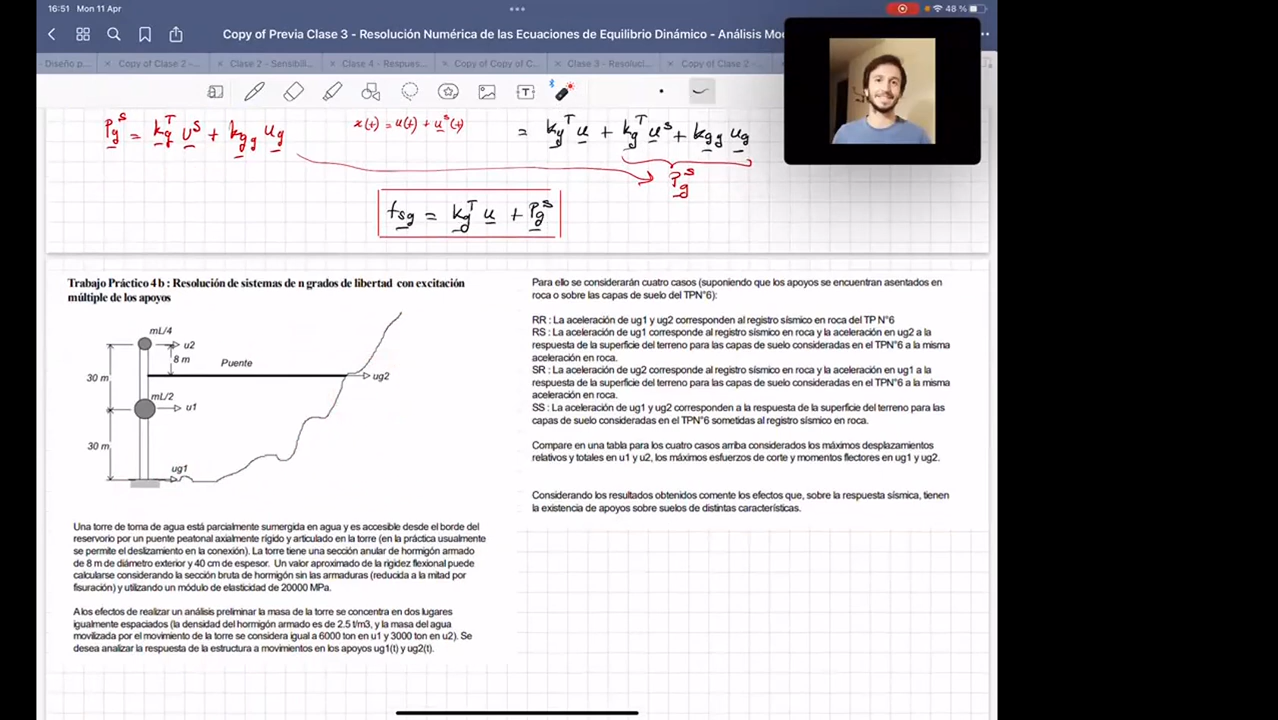 16:51 Mon 11 Apr
48 %
Copy of Previa Clase 3 - Resolución Numérica de las Ecuaciones de Equilibrio Dinámico - Análisis Mo
Diseño p... Copy of Clase 2 -... Clase 2 - Sensibili... Clase 4 - Respues... Copy of Copy of C... Clase 3 - Resoluci... Copy of Clase 2 -...
Pg^s = kg^T u^s + kgg ug
x(t) = u(t) + u^s(t)
= kg^T u + kg^T u^s + kgg ug
Pg^s
fsg = kg^T u + Pg^s
Trabajo Práctico 4 b : Resolución de sistemas de n grados de libertad con excitación
múltiple de los apoyos
mL/4
u2
8 m
Puente
ug2
30 m
mL/2
u1
30 m
ug1
Una torre de toma de agua está parcialmente sumergida en agua y es accesible desde el borde del
reservorio por un puente peatonal axialmente rígido y articulado en la torre (en la práctica usualmente
se permite el deslizamiento en la conexión). La torre tiene una sección anular de hormigón armado
de 8 m de diámetro exterior y 40 cm de espesor. Un valor aproximado de la rigidez flexional puede
calcularse considerando la sección bruta de hormigón sin las armaduras (reducida a la mitad por
fisuración) y utilizando un módulo de elasticidad de 20000 MPa.
A los efectos de realizar un análisis preliminar la masa de la torre se concentra en dos lugares
igualmente espaciados (la densidad del hormigón armado es de 2.5 t/m3, y la masa del agua
movilizada por el movimiento de la torre se considera igual a 6000 ton en u1 y 3000 ton en u2). Se
desea analizar la respuesta de la estructura a movimientos en los apoyos ug1(t) y ug2(t).
Para ello se considerarán cuatro casos (suponiendo que los apoyos se encuentran asentados en
roca o sobre las capas de suelo del TPN°6):
RR : La aceleración de ug1 y ug2 corresponden al registro sísmico en roca del TP N°6
RS : La aceleración de ug1 corresponde al registro sísmico en roca y la aceleración en ug2 a la
respuesta de la superficie del terreno para las capas de suelo consideradas en el TPN°6 a la misma
aceleración en roca.
SR : La aceleración de ug2 corresponde al registro sísmico en roca y la aceleración en ug1 a la
respuesta de la superficie del terreno para las capas de suelo consideradas en el TPN°6 a la misma
aceleración en roca.
SS : La aceleración de ug1 y ug2 corresponden a la respuesta de la superficie del terreno para las
capas de suelo consideradas en el TPN°6 sometidas al registro sísmico en roca.
Compare en una tabla para los cuatro casos arriba considerados los máximos desplazamientos
relativos y totales en u1 y u2, los máximos esfuerzos de corte y momentos flectores en ug1 y ug2.
Considerando los resultados obtenidos comente los efectos que, sobre la respuesta sísmica, tienen
la existencia de apoyos sobre suelos de distintas características.